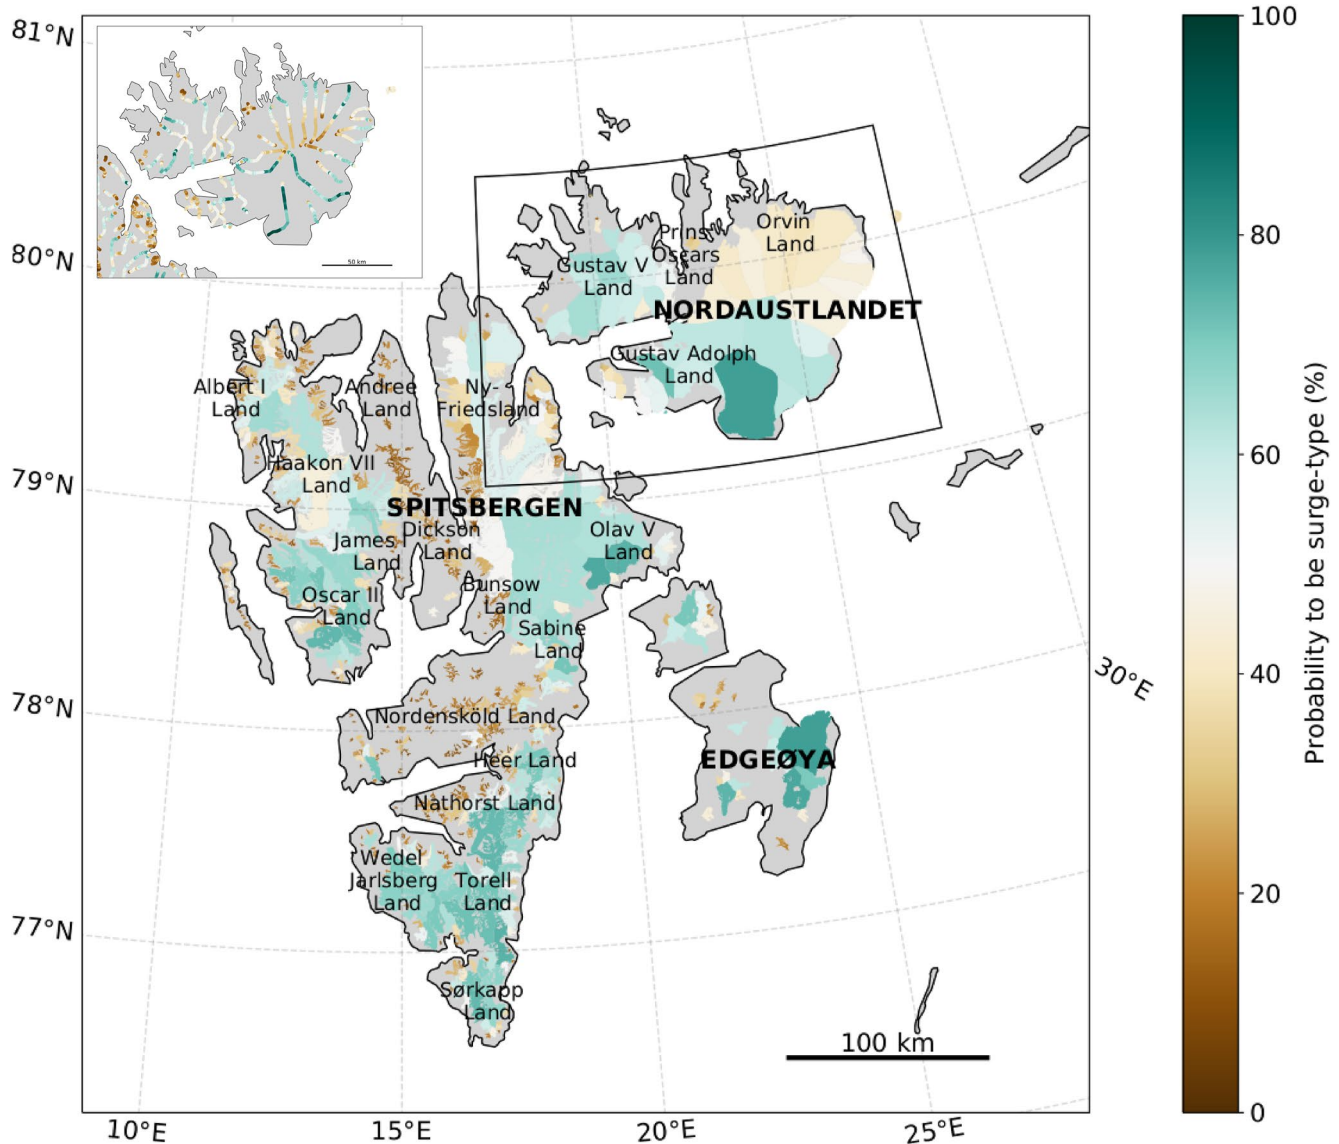 81°N
80°N
79°N
78°N
77°N
10°E
15°E
20°E
25°E
30°E
50 km
Orvin
Land
Prins
Oscars
Land
Gustav V
Land
NORDAUSTLANDET
Gustav Adolph
Land
Albert I
Land
Andree
Land
Ny-
Friedsland
Haakon VII
Land
SPITSBERGEN
Dickson
Land
Olav V
Land
James I
Land
Oscar II
Land
Bunsow
Land
Sabine
Land
Nordenskŏld Land
Heer Land
EDGEØYA
Nathorst Land
Wedel
Jarlsberg
Land
Torell
Land
Sørkapp
Land
100 km
100
80
60
40
20
0
Probability to be surge-type (%)